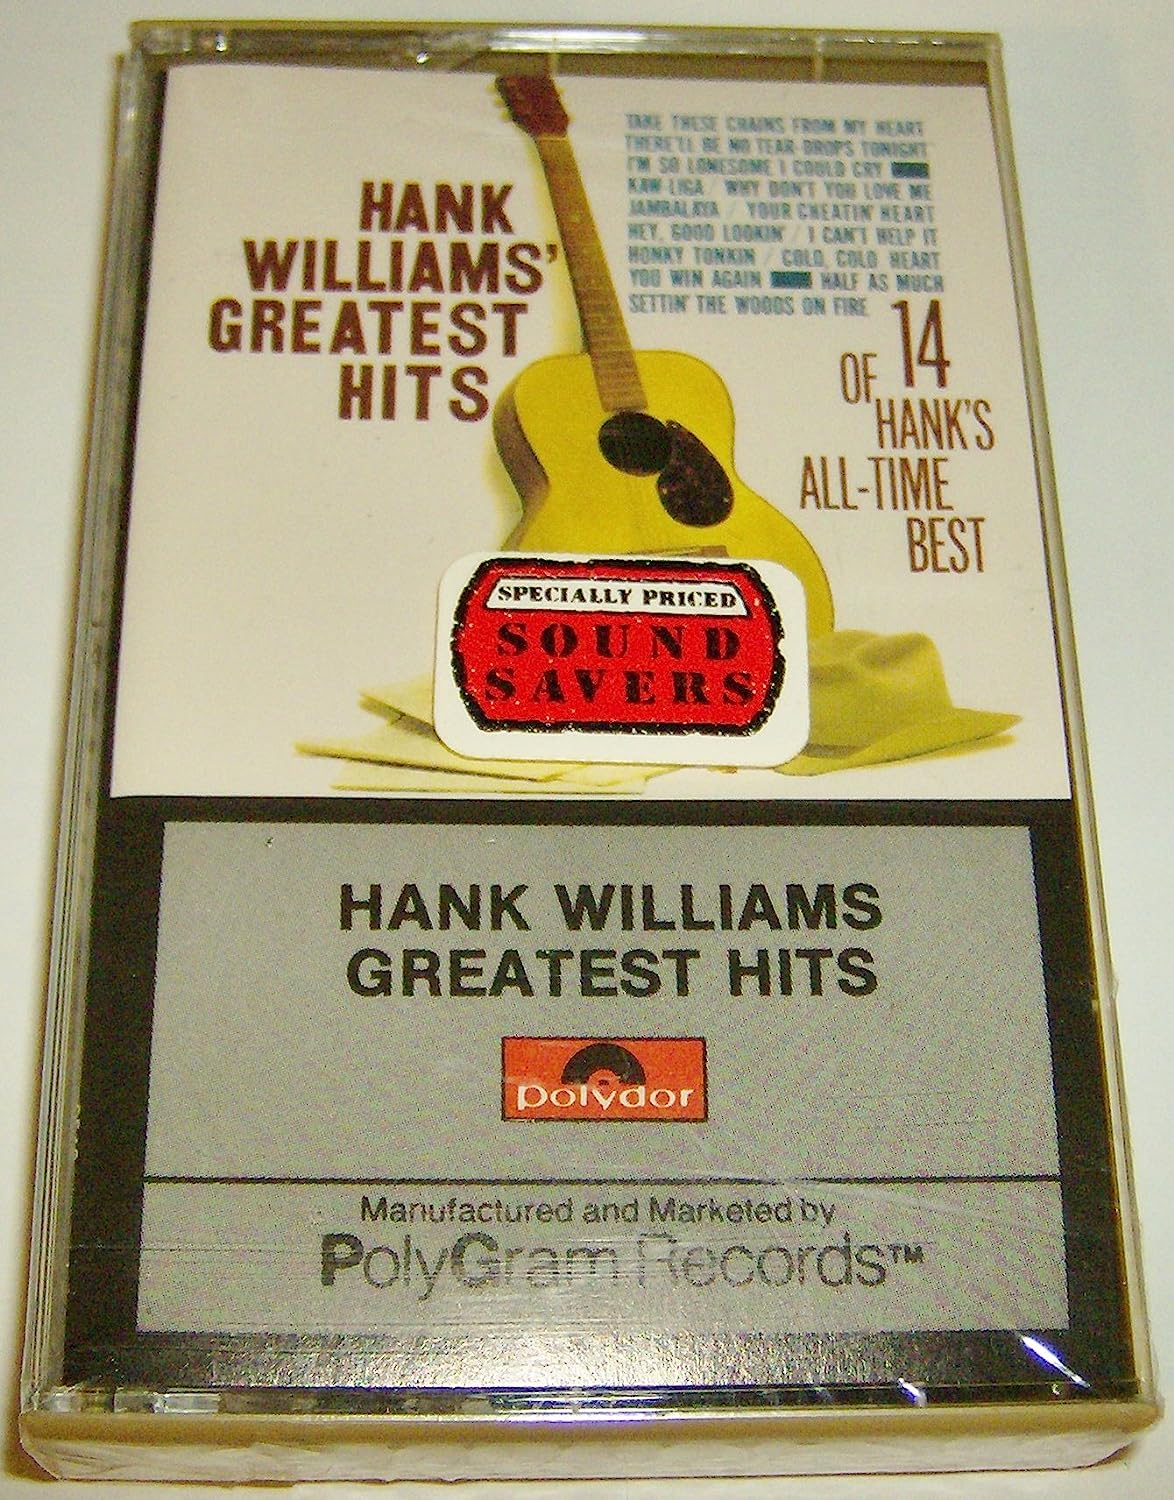 HANK
WILLIAMS'
GREATEST
HITS
TAKE THESE CHAINS FROM MY HEART
THERE'LL BE NO TEAR-DROPS TONIGHT
I'M SO LONESOME I COULD CRY
KAW-LIGA / WHY DON'T YOU LOVE ME
JAMBALAYA / YOUR CHEATIN' HEART
HEY, GOOD LOOKIN' / I CAN'T HELP IT
HONKY TONKIN / COLD, COLD HEART
YOU WIN AGAIN HALF AS MUCH
SETTIN' THE WOODS ON FIRE
OF 14
HANK'S
ALL-TIME
BEST
SPECIALLY PRICED
SOUND
SAVERS
HANK WILLIAMS
GREATEST HITS
polydor
Manufactured and Marketed by
PolyGram Records™